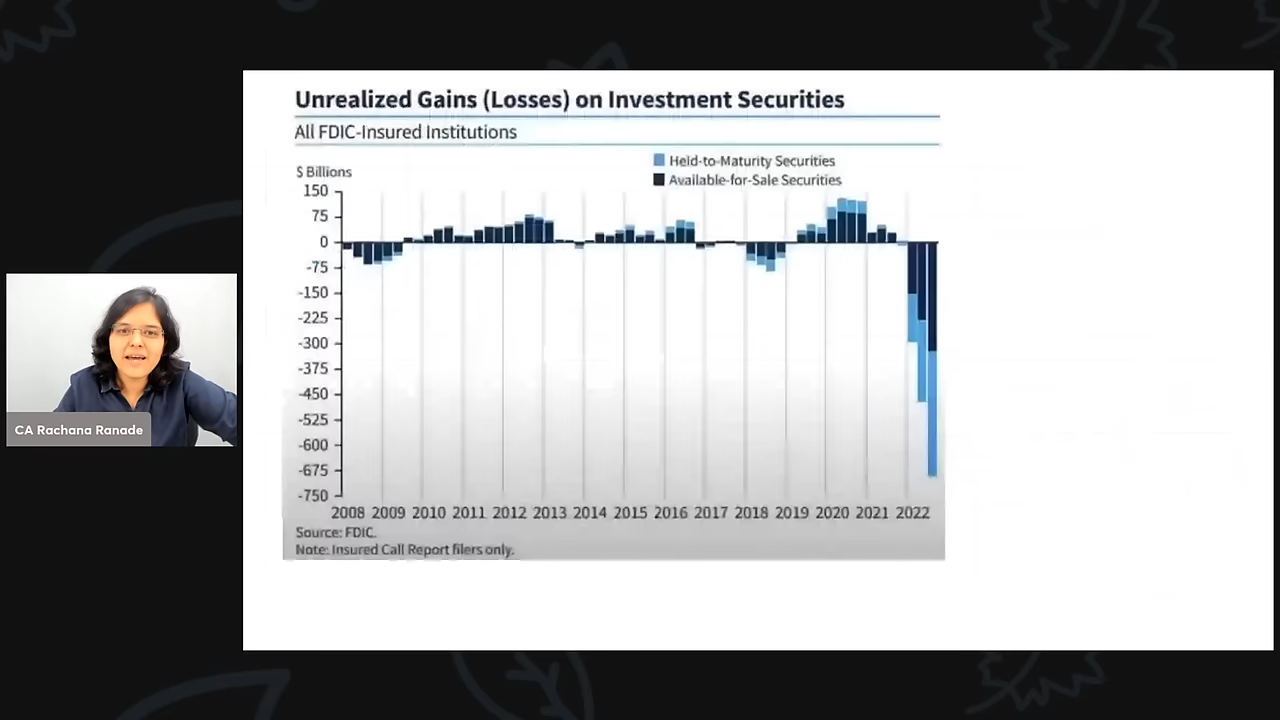 Unrealized Gains (Losses) on Investment Securities
All FDIC-Insured Institutions
$ Billions
Held-to-Maturity Securities
Available-for-Sale Securities
150
75
0
-75
-150
-225
-300
-375
-450
-525
-600
-675
-750
2008 2009 2010 2011 2012 2013 2014 2015 2016 2017 2018 2019 2020 2021 2022
Source: FDIC.
Note: Insured Call Report filers only.
CA Rachana Ranade